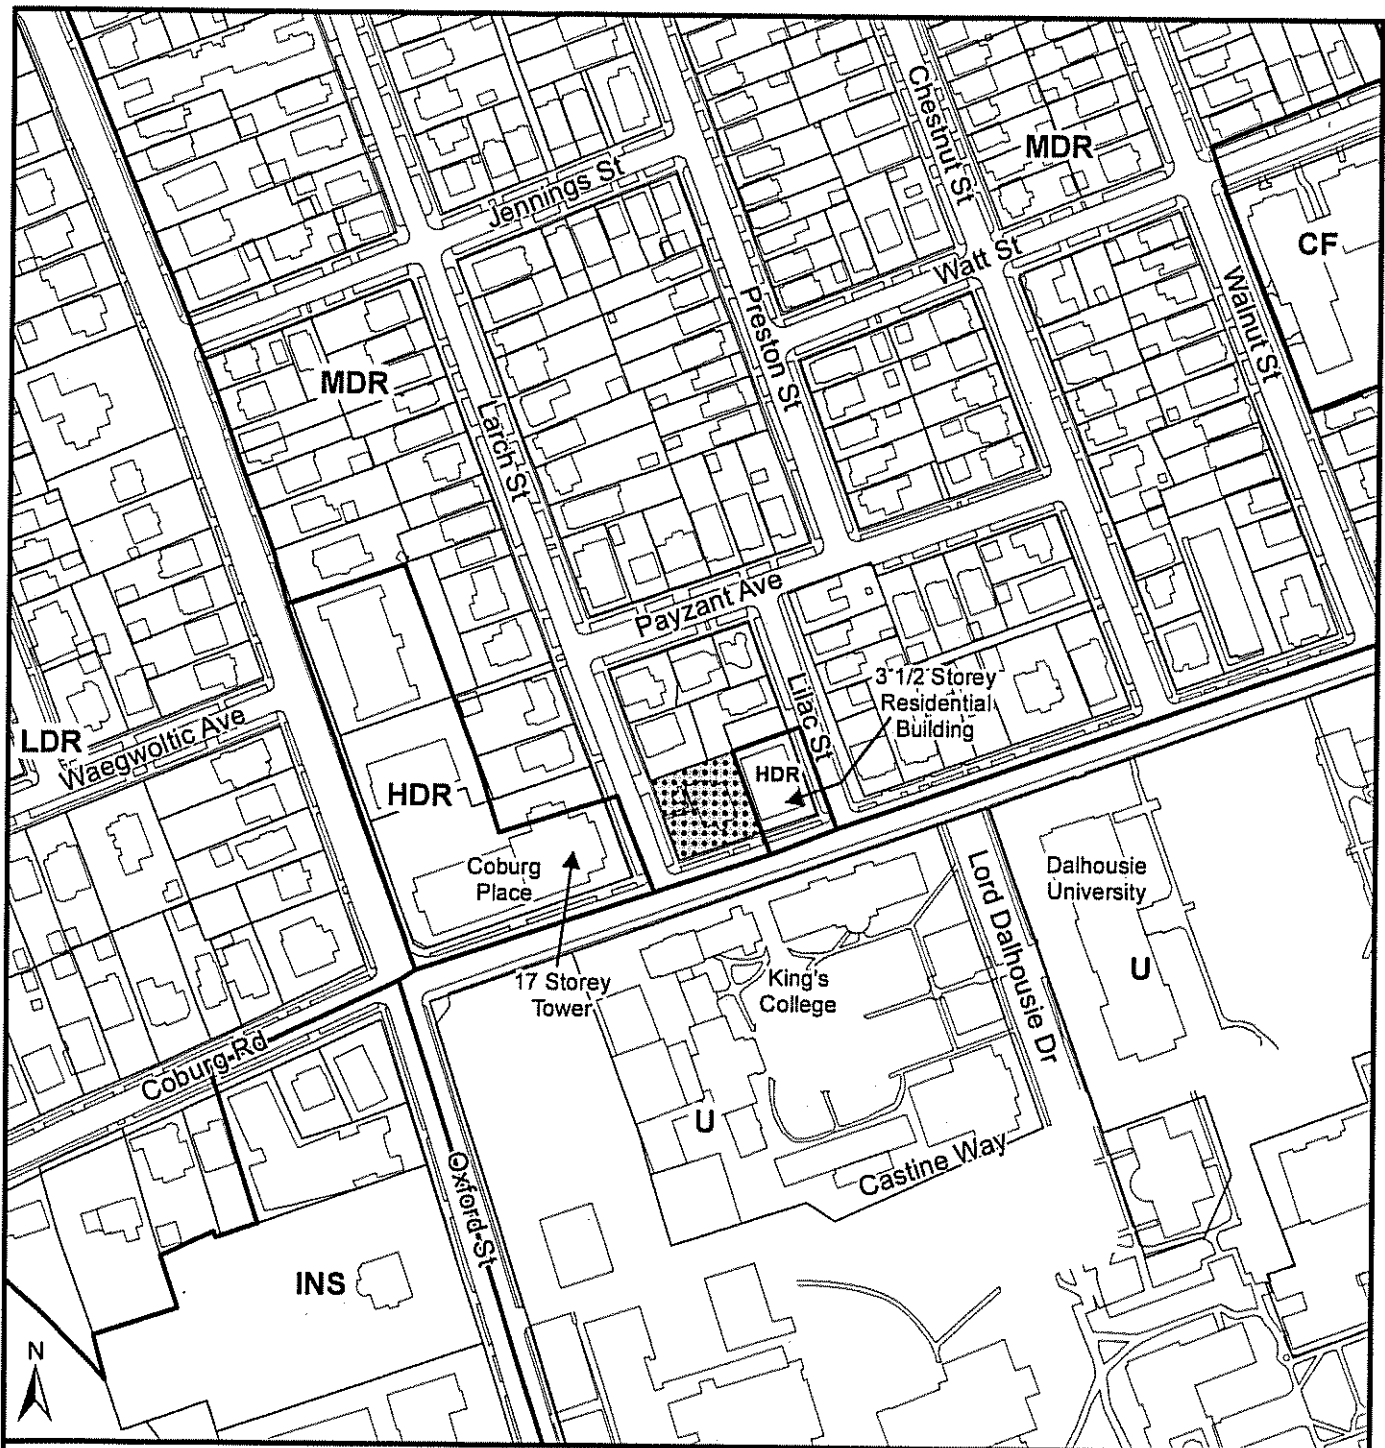 Chestnut St
MDR
Jennings St
CF
Watt St
Walnut St
Preston St
MDR
Larch St
Payzant Ave
3 1/2 Storey
Residential
Building
Lilac St
LDR
Waegwoltic Ave
HDR
HDR
Coburg
Place
Dalhousie
University
Lord Dalhousie Dr
17 Storey
Tower
King's
College
U
Coburg Rd
U
Castine Way
Oxford St
INS
N